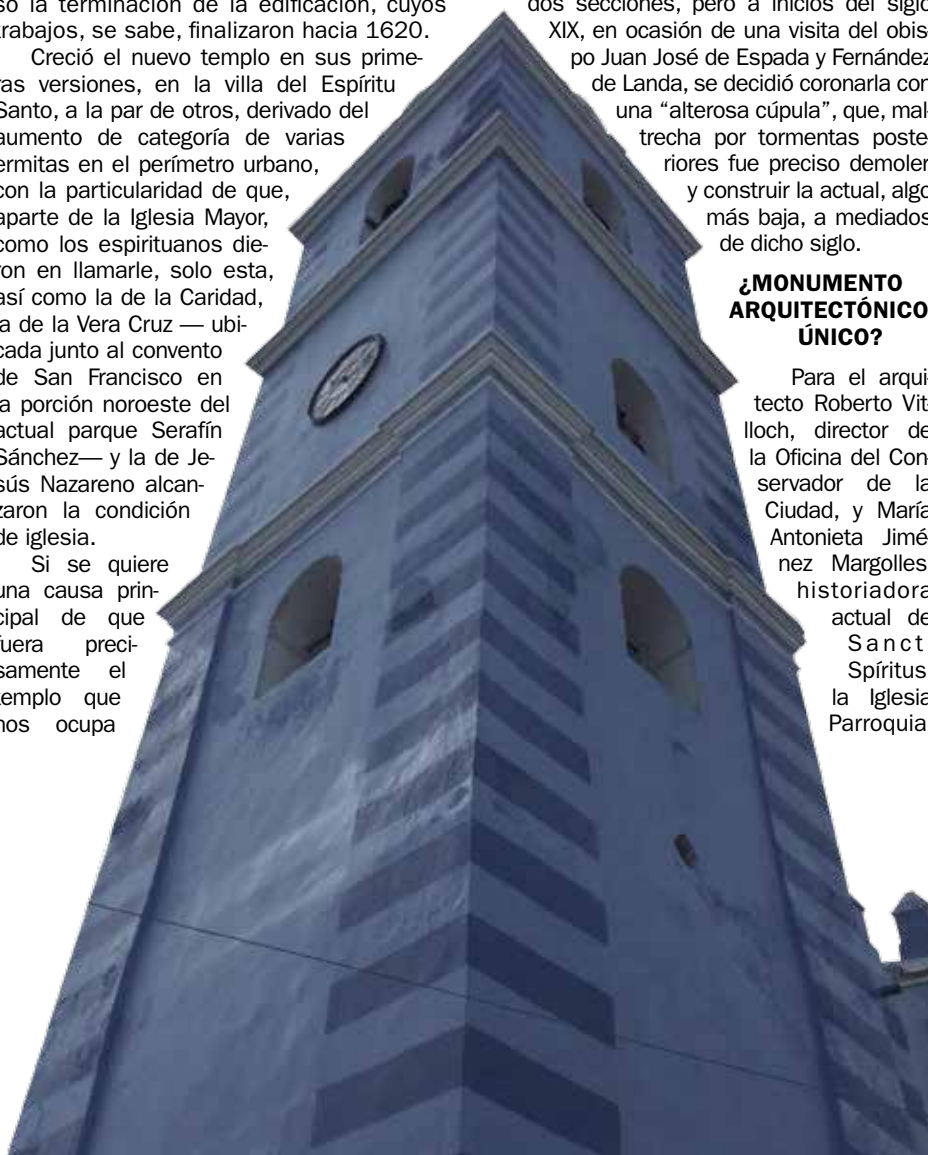 so la terminación de la edificación, cuyos
trabajos, se sabe, finalizaron hacia 1620.
Creció el nuevo templo en sus prime-
ras versiones, en la villa del Espíritu
Santo, a la par de otros, derivado del
aumento de categoría de varias
ermitas en el perímetro urbano,
con la particularidad de que,
aparte de la Iglesia Mayor,
como los espirituanos die-
ron en llamarle, solo esta,
así como la de la Caridad,
a de la Vera Cruz — ubi-
cada junto al convento
de San Francisco en
a porción noroeste del
actual parque Serafín
Sánchez— y la de Je-
sús Nazareno alcan-
zaron la condición
de iglesia.
Si se quiere
una causa prin-
cipal de que
fuera preci-
samente el
templo que
nos ocupa
dos secciones, pero a inicios del siglo
XIX, en ocasión de una visita del obis-
po Juan José de Espada y Fernández
de Landa, se decidió coronarla con
una “alterosa cúpula”, que, mal-
trecha por tormentas poste-
riores fue preciso demoler
y construir la actual, algo
más baja, a mediados
de dicho siglo.
¿MONUMENTO
ARQUITECTÓNICO
ÚNICO?
Para el arqui-
tecto Roberto Vit-
lloch, director de
la Oficina del Con-
servador de la
Ciudad, y María
Antonieta Jimé-
nez Margolles
historiadora
actual de
Sancti
Spíritus
la Iglesia
Parroquia